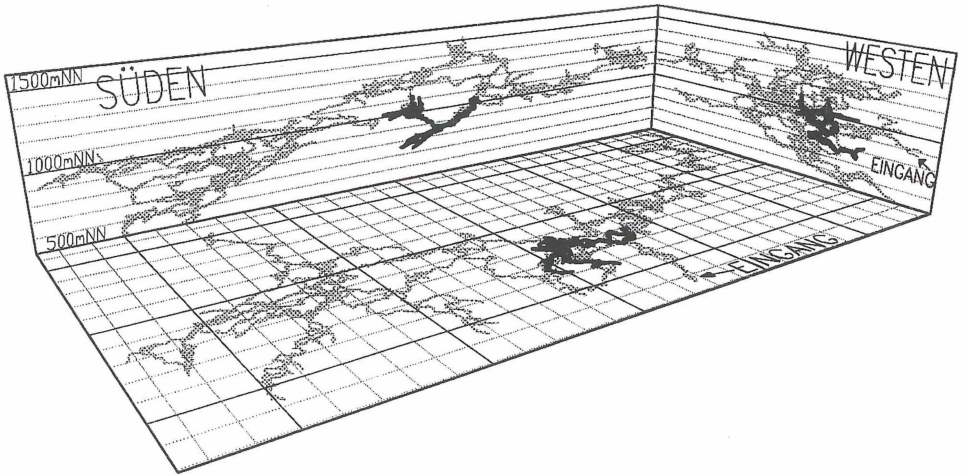 1500mNN
SÜDEN
WESTEN
1000mNN
EINGANG
500mNN
EINGANG